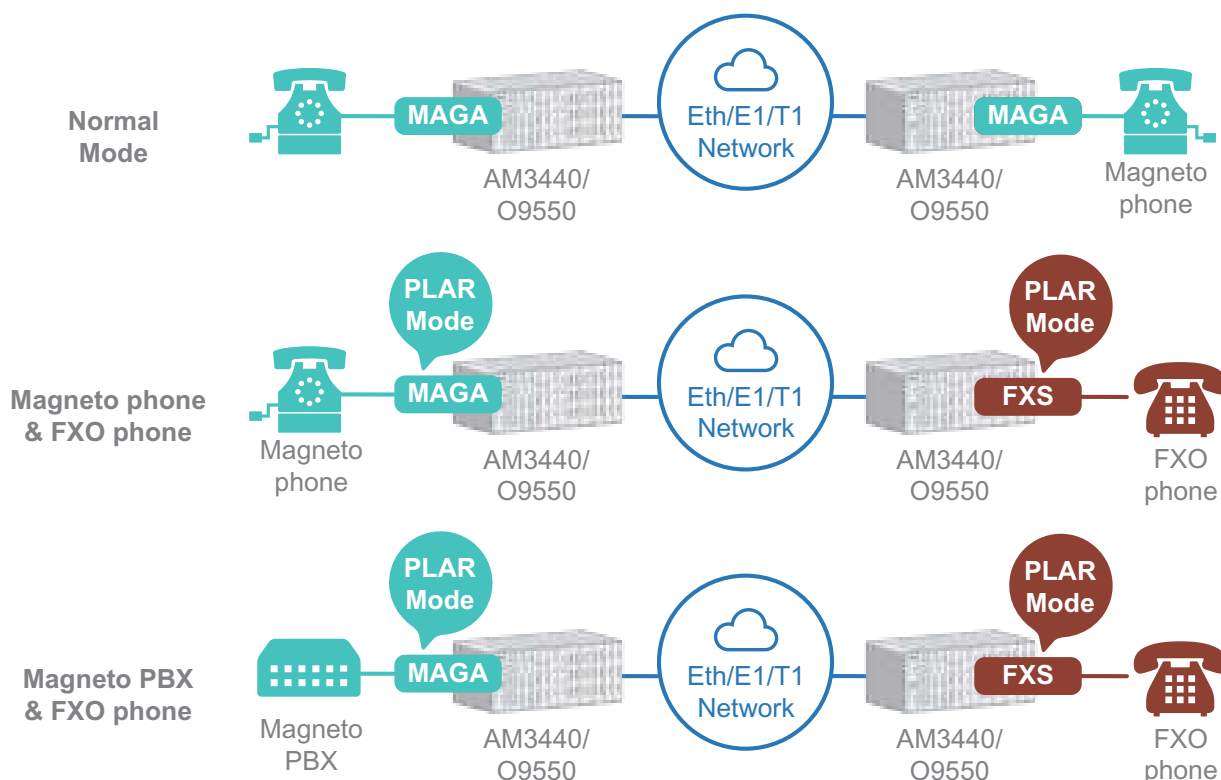 Normal
Mode
MAGA
AM3440/
O9550
Eth/E1/T1
Network
AM3440/
O9550
MAGA
Magneto
phone
Magneto phone
& FXO phone
Magneto
phone
PLAR
Mode
MAGA
AM3440/
O9550
Eth/E1/T1
Network
AM3440/
O9550
PLAR
Mode
FXS
FXO
phone
Magneto PBX
& FXO phone
Magneto
PBX
PLAR
Mode
MAGA
AM3440/
O9550
Eth/E1/T1
Network
AM3440/
O9550
PLAR
Mode
FXS
FXO
phone